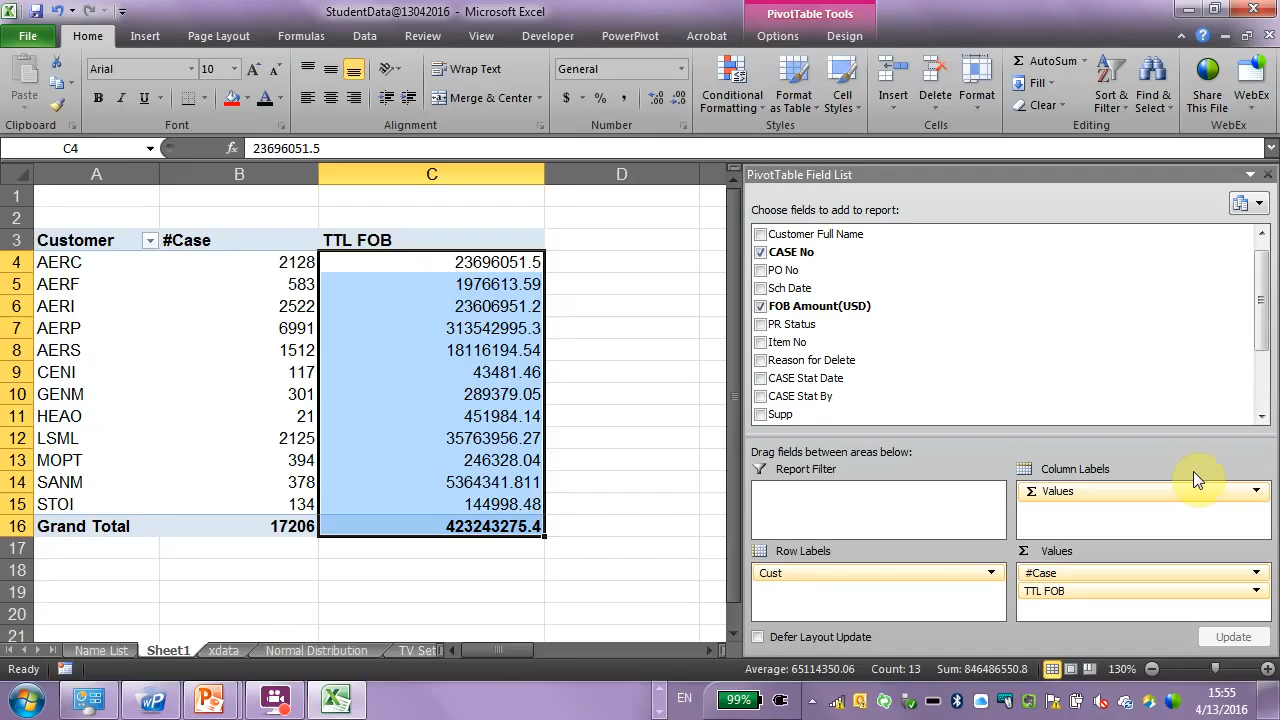 StudentData@13042016 - Microsoft Excel
PivotTable Tools
File Home Insert Page Layout Formulas Data Review View Developer PowerPivot Acrobat Options Design
Paste
Arial 10
Wrap Text
General
Conditional Formatting
Format as Table
Cell Styles
Insert
Delete
Format
AutoSum
Fill
Clear
Sort & Filter
Find & Select
Share This File
WebEx
B I U
Merge & Center
$ % ,
Clipboard Font Alignment Number Styles Cells Editing WebEx
C4 fx 23696051.5
A B C D
1
2
3 Customer #Case TTL FOB
4 AERC 2128 23696051.5
5 AERF 583 1976613.59
6 AERI 2522 23606951.2
7 AERP 6991 313542995.3
8 AERS 1512 18116194.54
9 CENI 117 43481.46
10 GENM 301 289379.05
11 HEAO 21 451984.14
12 LSML 2125 35763956.27
13 MOPT 394 246328.04
14 SANM 378 5364341.811
15 STOI 134 144998.48
16 Grand Total 17206 423243275.4
17
18
19
20
21
PivotTable Field List
Choose fields to add to report:
Customer Full Name
CASE No
PO No
Sch Date
FOB Amount(USD)
PR Status
Item No
Reason for Delete
CASE Stat Date
CASE Stat By
Supp
Drag fields between areas below:
Report Filter
Column Labels
Σ Values
Row Labels
Σ Values
Cust
#Case
TTL FOB
Defer Layout Update
Update
Name List Sheet1 xdata Normal Distribution TV Set
Ready Average: 65114350.06 Count: 13 Sum: 846486550.8 130%
EN 99% 15:55
4/13/2016